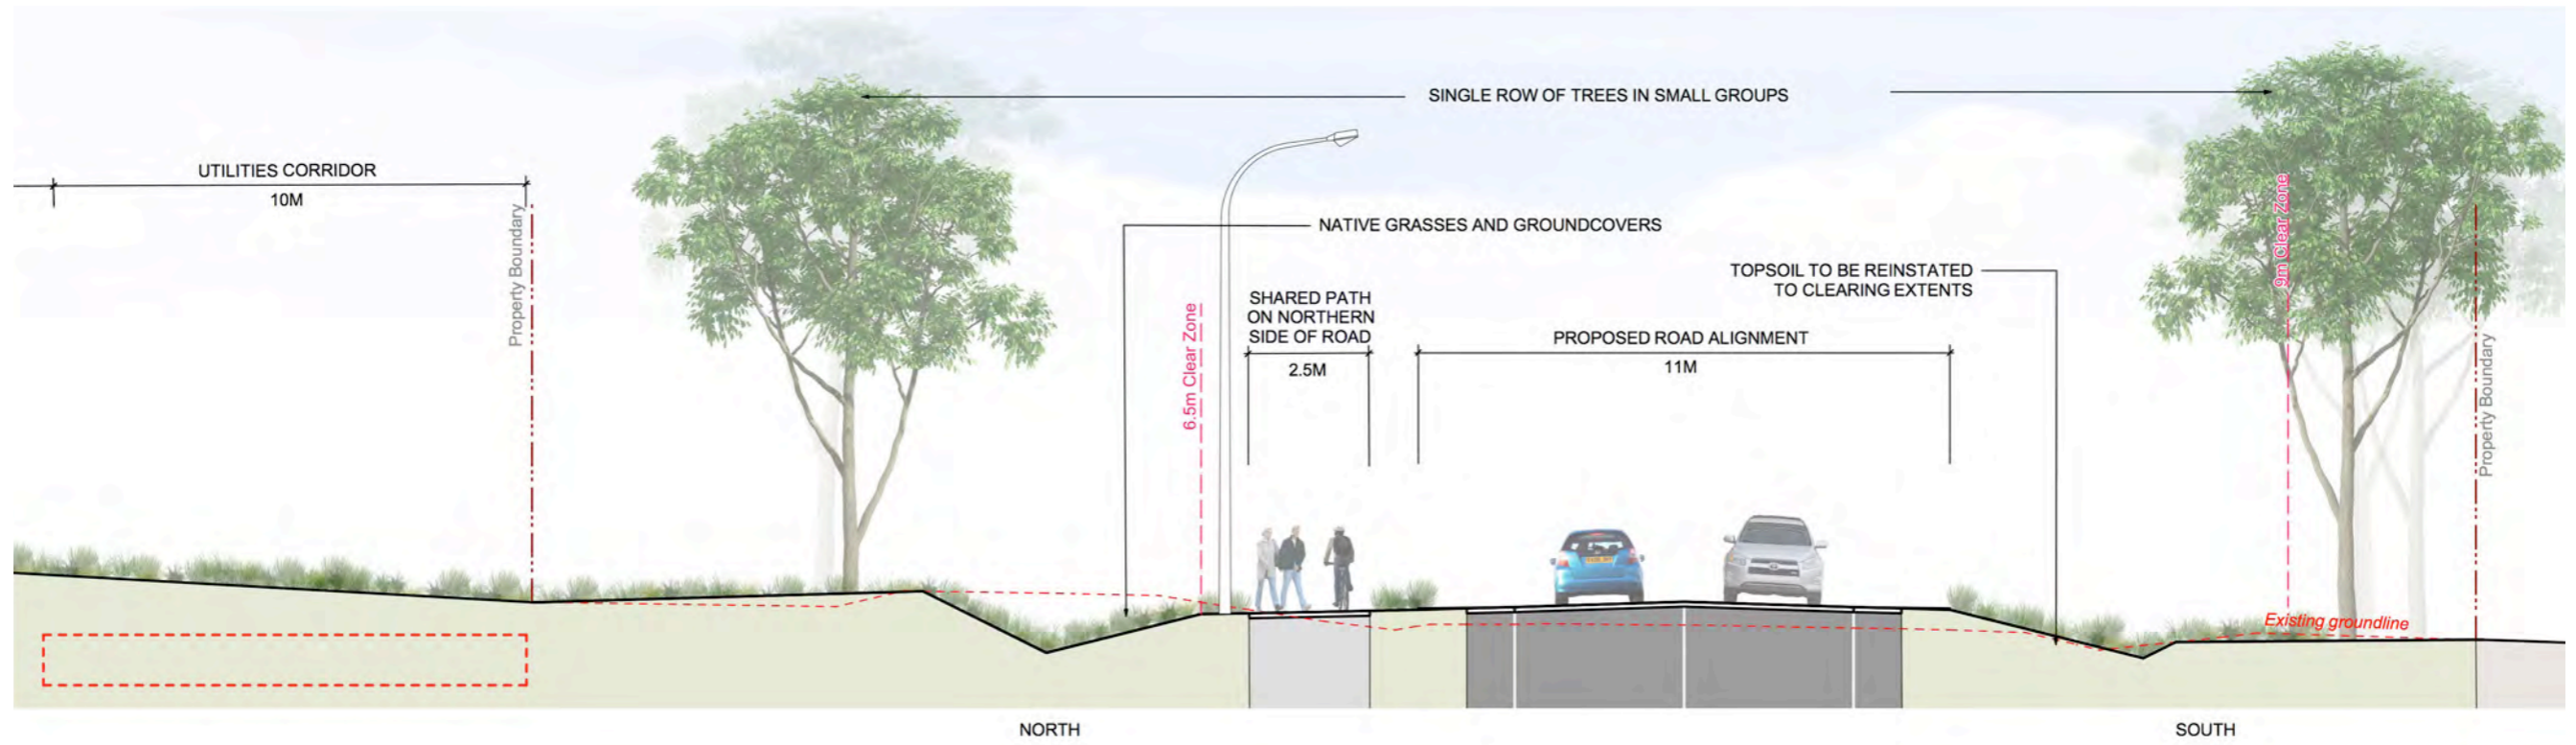 SINGLE ROW OF TREES IN SMALL GROUPS
UTILITIES CORRIDOR
10M
Property Boundary
NATIVE GRASSES AND GROUNDCOVERS
6.5m Clear Zone
SHARED PATH
ON NORTHERN
SIDE OF ROAD
2.5M
TOPSOIL TO BE REINSTATED
TO CLEARING EXTENTS
PROPOSED ROAD ALIGNMENT
11M
9m Clear Zone
Property Boundary
Existing groundline
NORTH
SOUTH